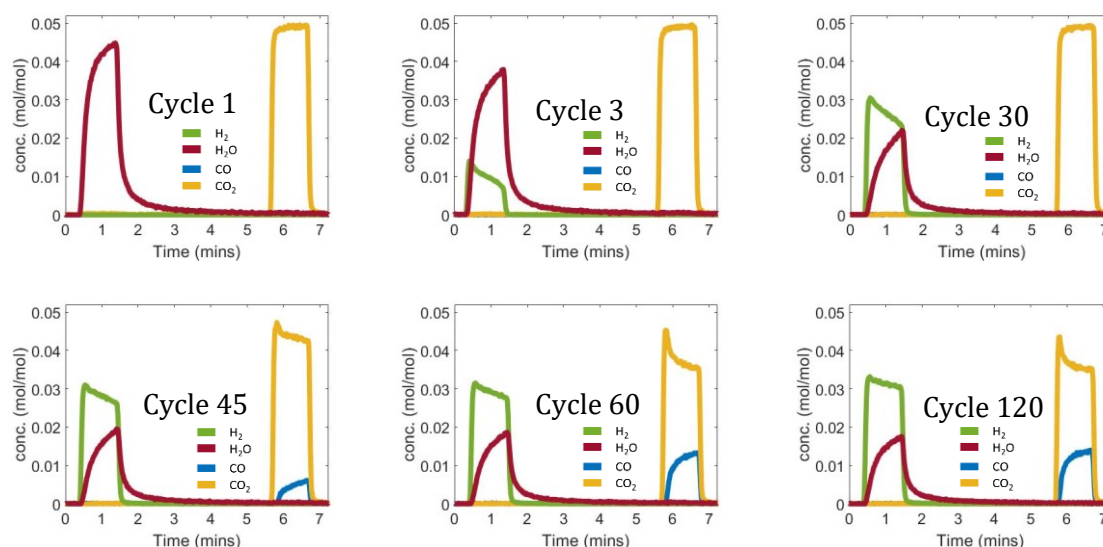 conc. (mol/mol)
0.05
0.04
0.03
0.02
0.01
0
Cycle 1
H₂
H₂O
CO
CO₂
0 1 2 3 4 5 6 7
Time (mins)
conc. (mol/mol)
0.05
0.04
0.03
0.02
0.01
0
Cycle 3
H₂
H₂O
CO
CO₂
0 1 2 3 4 5 6 7
Time (mins)
conc. (mol/mol)
0.05
0.04
0.03
0.02
0.01
0
Cycle 30
H₂
H₂O
CO
CO₂
0 1 2 3 4 5 6 7
Time (mins)
conc. (mol/mol)
0.05
0.04
0.03
0.02
0.01
0
Cycle 45
H₂
H₂O
CO
CO₂
0 1 2 3 4 5 6 7
Time (mins)
conc. (mol/mol)
0.05
0.04
0.03
0.02
0.01
0
Cycle 60
H₂
H₂O
CO
CO₂
0 1 2 3 4 5 6 7
Time (mins)
conc. (mol/mol)
0.05
0.04
0.03
0.02
0.01
0
Cycle 120
H₂
H₂O
CO
CO₂
0 1 2 3 4 5 6 7
Time (mins)